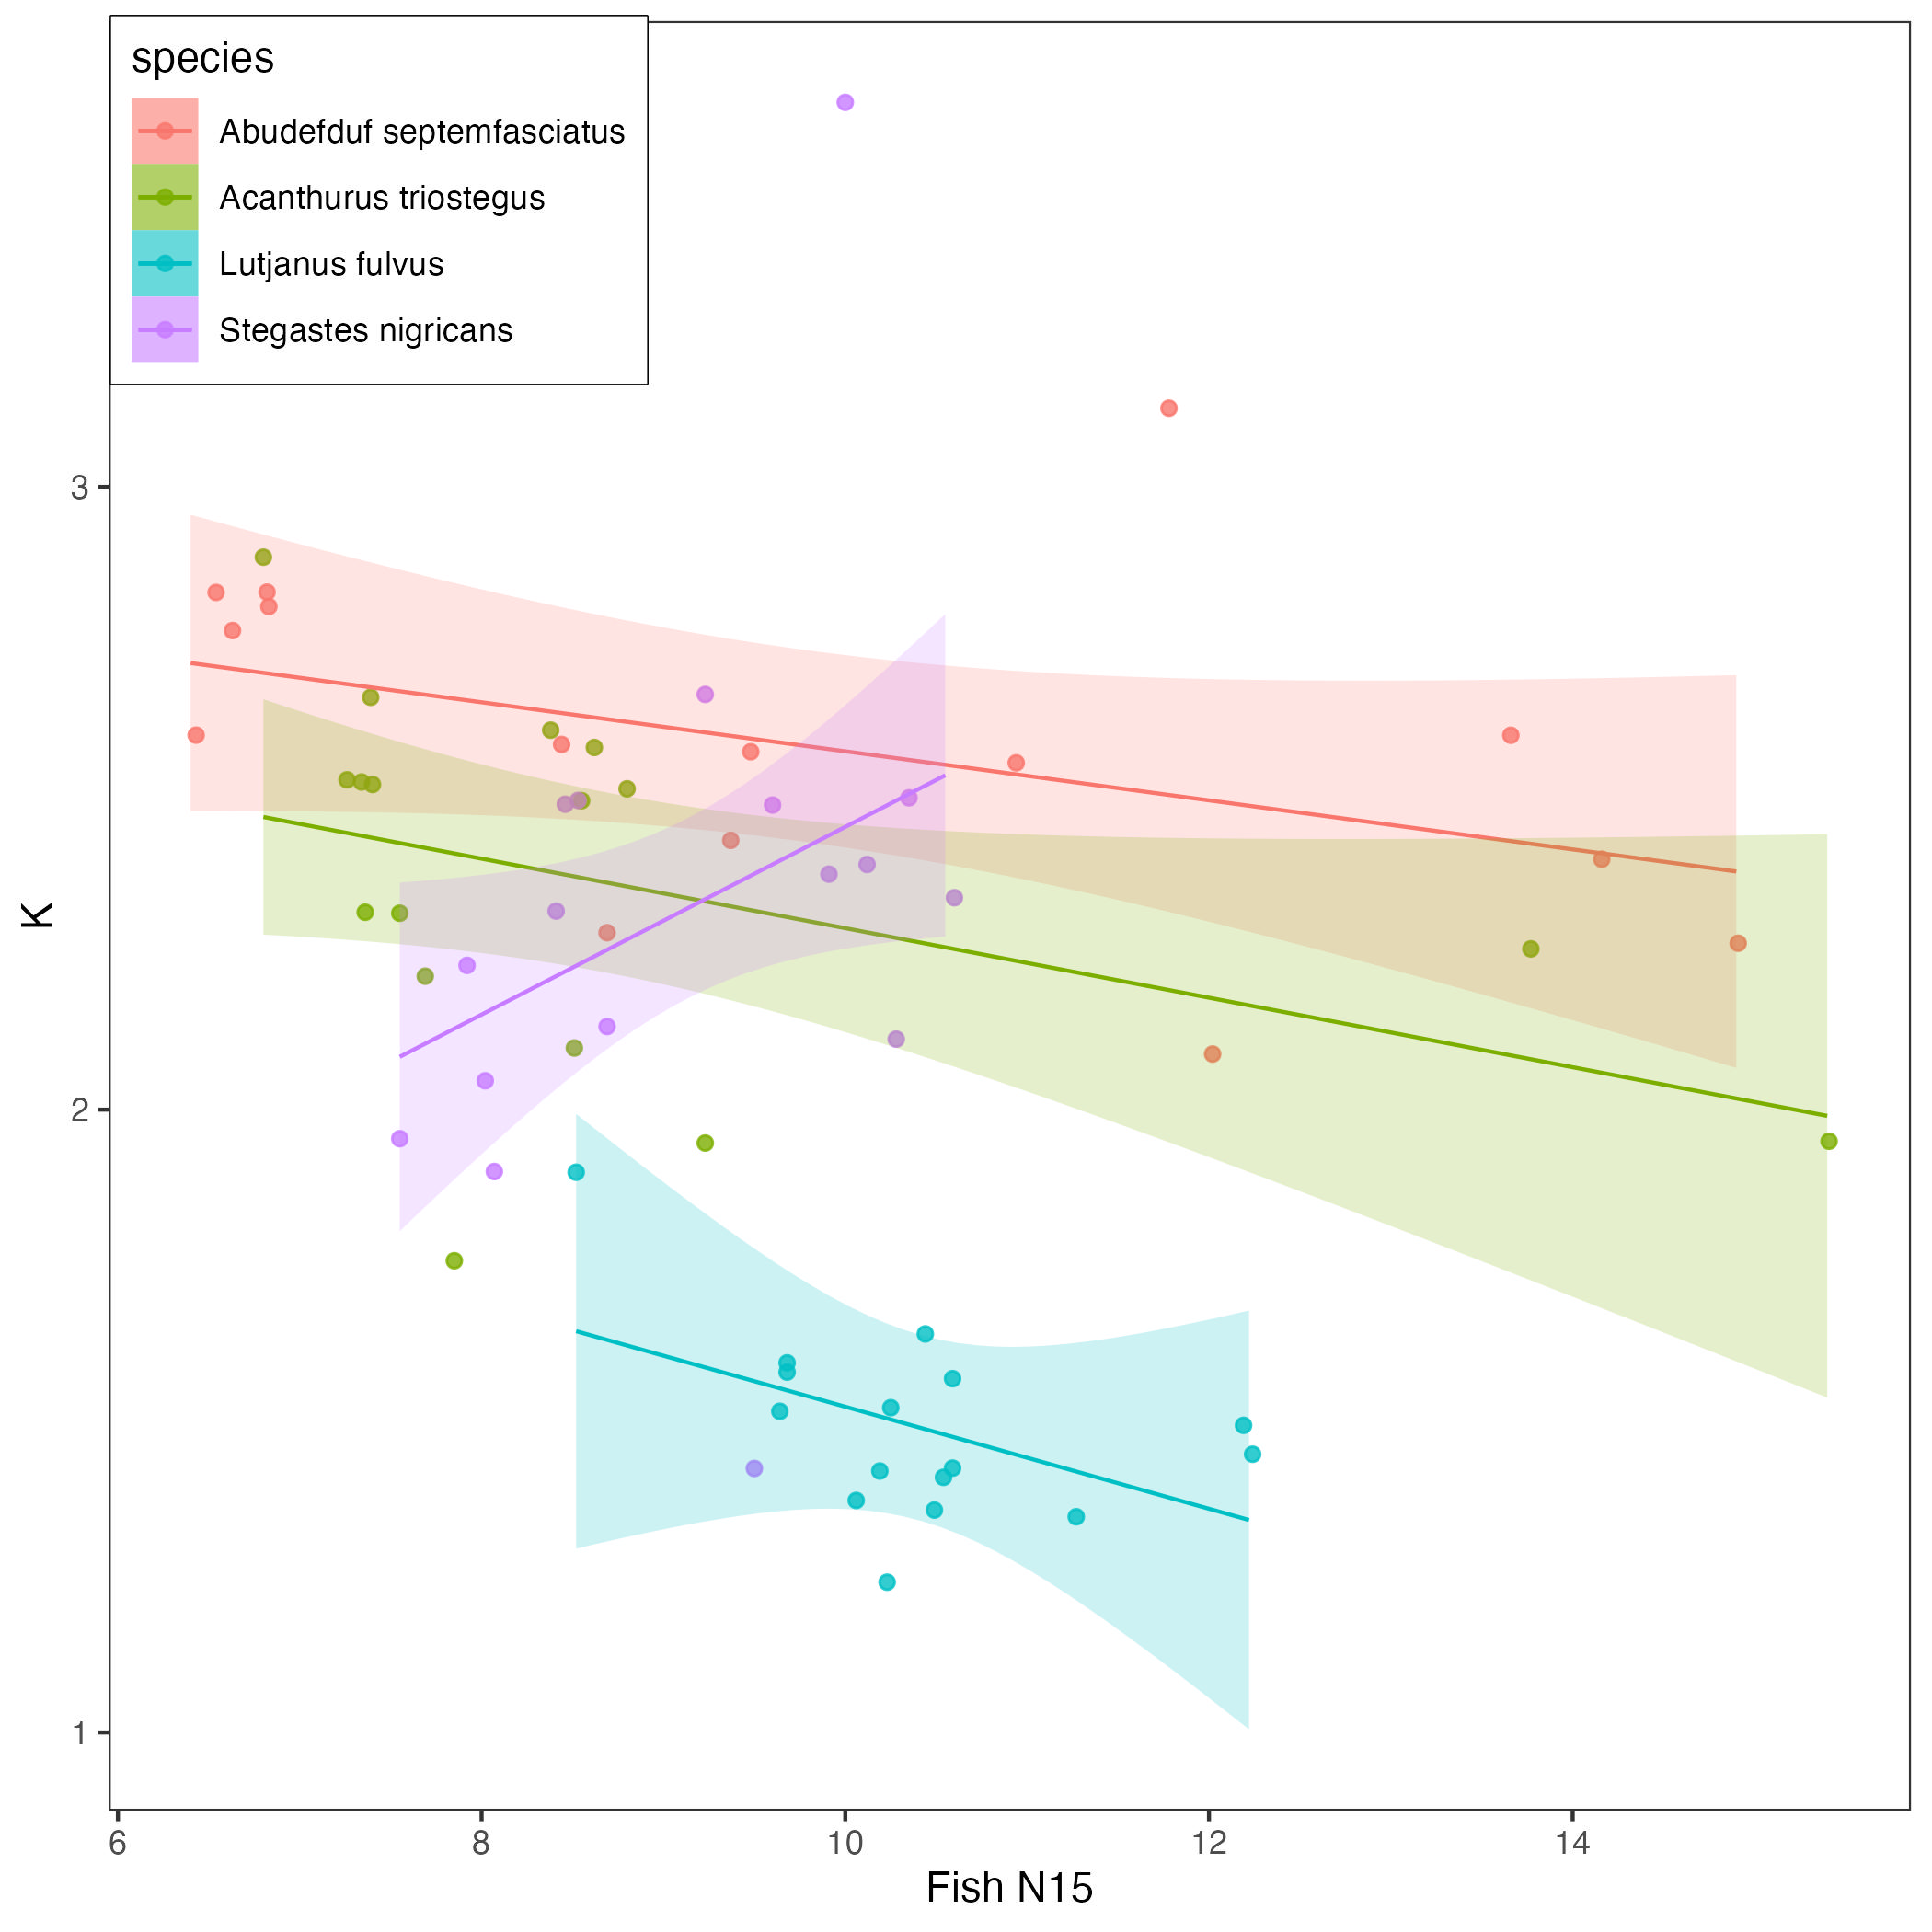 species
Abudefduf septemfasciatus
Acanthurus triostegus
Lutjanus fulvus
Stegastes nigricans
K
3
2
1
6 8 10 12 14
Fish N15